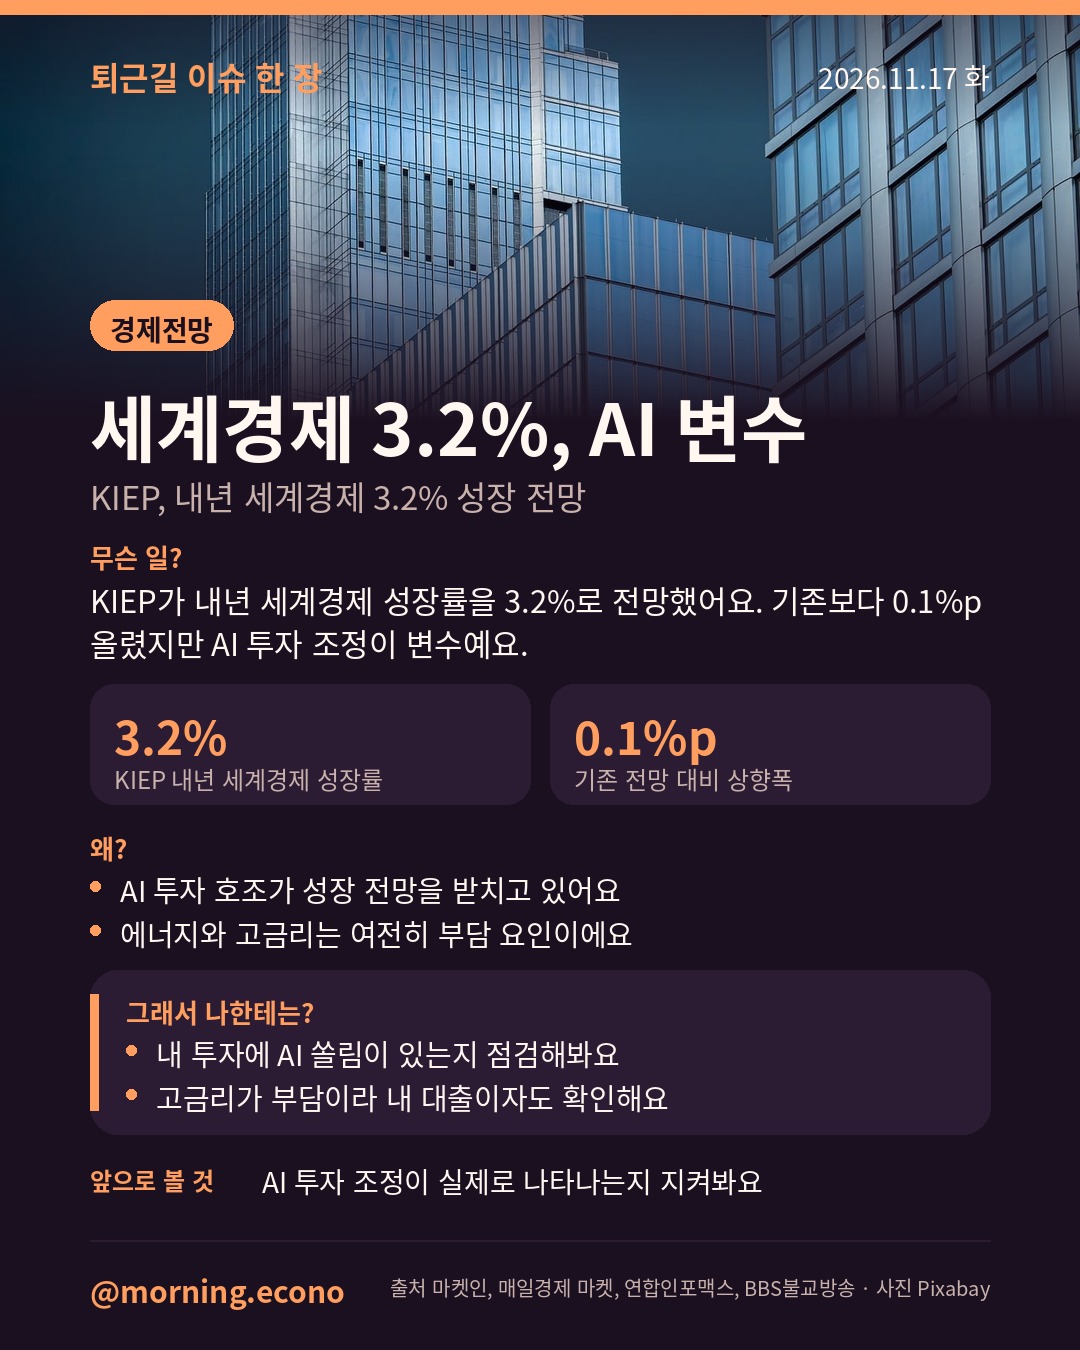 퇴근길 이슈 한 장
2026.11.17 화
경제전망
세계경제 3.2%, AI 변수
KIEP, 내년 세계경제 3.2% 성장 전망
무슨 일?
KIEP가 내년 세계경제 성장률을 3.2%로 전망했어요. 기존보다 0.1%p
올렸지만 AI 투자 조정이 변수예요.
3.2%
KIEP 내년 세계경제 성장률
0.1%p
기존 전망 대비 상향폭
왜?
AI 투자 호조가 성장 전망을 받치고 있어요
에너지와 고금리는 여전히 부담 요인이에요
그래서 나한테는?
내 투자에 AI 쏠림이 있는지 점검해봐요
고금리가 부담이라 내 대출이자도 확인해요
앞으로 볼 것
AI 투자 조정이 실제로 나타나는지 지켜봐요
@morning.econo
출처 마켓인, 매일경제 마켓, 연합인포맥스, BBS불교방송 · 사진 Pixabay